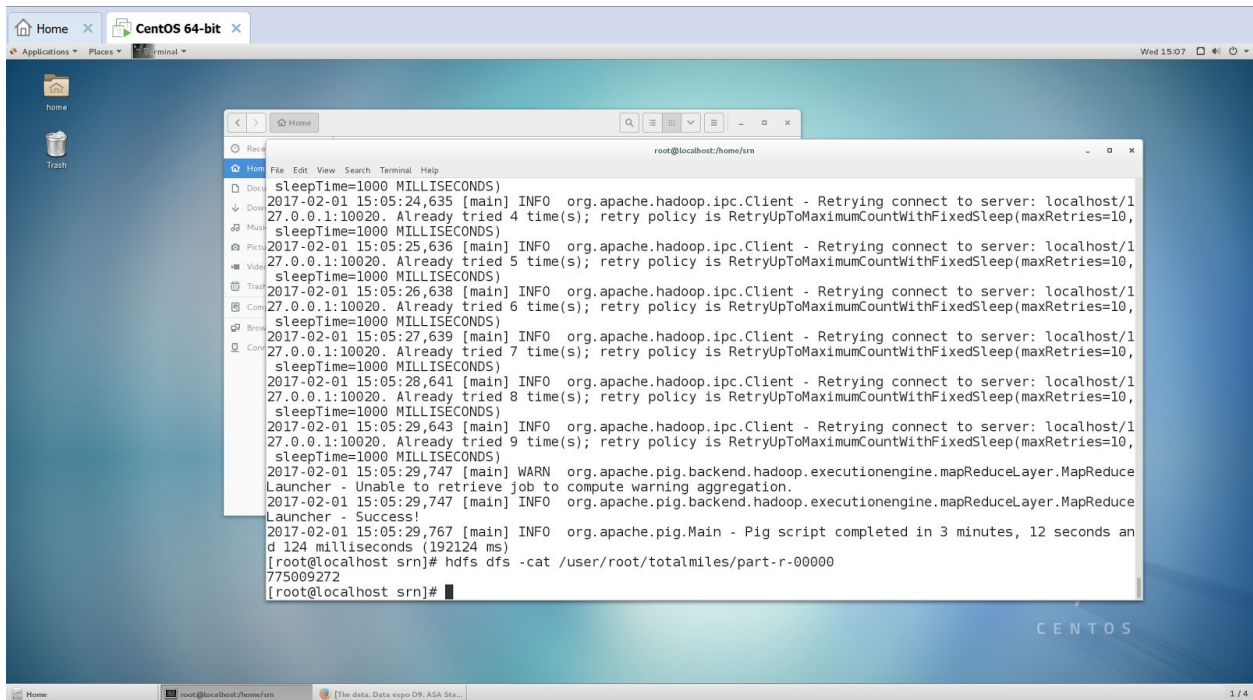 Home
CentOS 64-bit
Applications Places Terminal
Wed 15:07
home
Trash
Home
root@localhost:/home/srn
File Edit View Search Terminal Help
sleepTime=1000 MILLISECONDS)
2017-02-01 15:05:24,635 [main] INFO  org.apache.hadoop.ipc.Client - Retrying connect to server: localhost/1
27.0.0.1:10020. Already tried 4 time(s); retry policy is RetryUpToMaximumCountWithFixedSleep(maxRetries=10,
sleepTime=1000 MILLISECONDS)
2017-02-01 15:05:25,636 [main] INFO  org.apache.hadoop.ipc.Client - Retrying connect to server: localhost/1
27.0.0.1:10020. Already tried 5 time(s); retry policy is RetryUpToMaximumCountWithFixedSleep(maxRetries=10,
sleepTime=1000 MILLISECONDS)
2017-02-01 15:05:26,638 [main] INFO  org.apache.hadoop.ipc.Client - Retrying connect to server: localhost/1
27.0.0.1:10020. Already tried 6 time(s); retry policy is RetryUpToMaximumCountWithFixedSleep(maxRetries=10,
sleepTime=1000 MILLISECONDS)
2017-02-01 15:05:27,639 [main] INFO  org.apache.hadoop.ipc.Client - Retrying connect to server: localhost/1
27.0.0.1:10020. Already tried 7 time(s); retry policy is RetryUpToMaximumCountWithFixedSleep(maxRetries=10,
sleepTime=1000 MILLISECONDS)
2017-02-01 15:05:28,641 [main] INFO  org.apache.hadoop.ipc.Client - Retrying connect to server: localhost/1
27.0.0.1:10020. Already tried 8 time(s); retry policy is RetryUpToMaximumCountWithFixedSleep(maxRetries=10,
sleepTime=1000 MILLISECONDS)
2017-02-01 15:05:29,643 [main] INFO  org.apache.hadoop.ipc.Client - Retrying connect to server: localhost/1
27.0.0.1:10020. Already tried 9 time(s); retry policy is RetryUpToMaximumCountWithFixedSleep(maxRetries=10,
sleepTime=1000 MILLISECONDS)
2017-02-01 15:05:29,747 [main] WARN  org.apache.pig.backend.hadoop.executionengine.mapReduceLayer.MapReduce
Launcher - Unable to retrieve job to compute warning aggregation.
2017-02-01 15:05:29,747 [main] INFO  org.apache.pig.backend.hadoop.executionengine.mapReduceLayer.MapReduce
Launcher - Success!
2017-02-01 15:05:29,767 [main] INFO  org.apache.pig.Main - Pig script completed in 3 minutes, 12 seconds an
d 124 milliseconds (192124 ms)
[root@localhost srn]# hdfs dfs -cat /user/root/totalmiles/part-r-00000
775009272
[root@localhost srn]#
Rece
Hom
Docu
Down
Musi
Pictu
Vide
Trash
Com
Brow
Conn
CENTOS
Home
root@localhost:/home/srn
[The data. Data expo 09. ASA Sta...
1 / 4